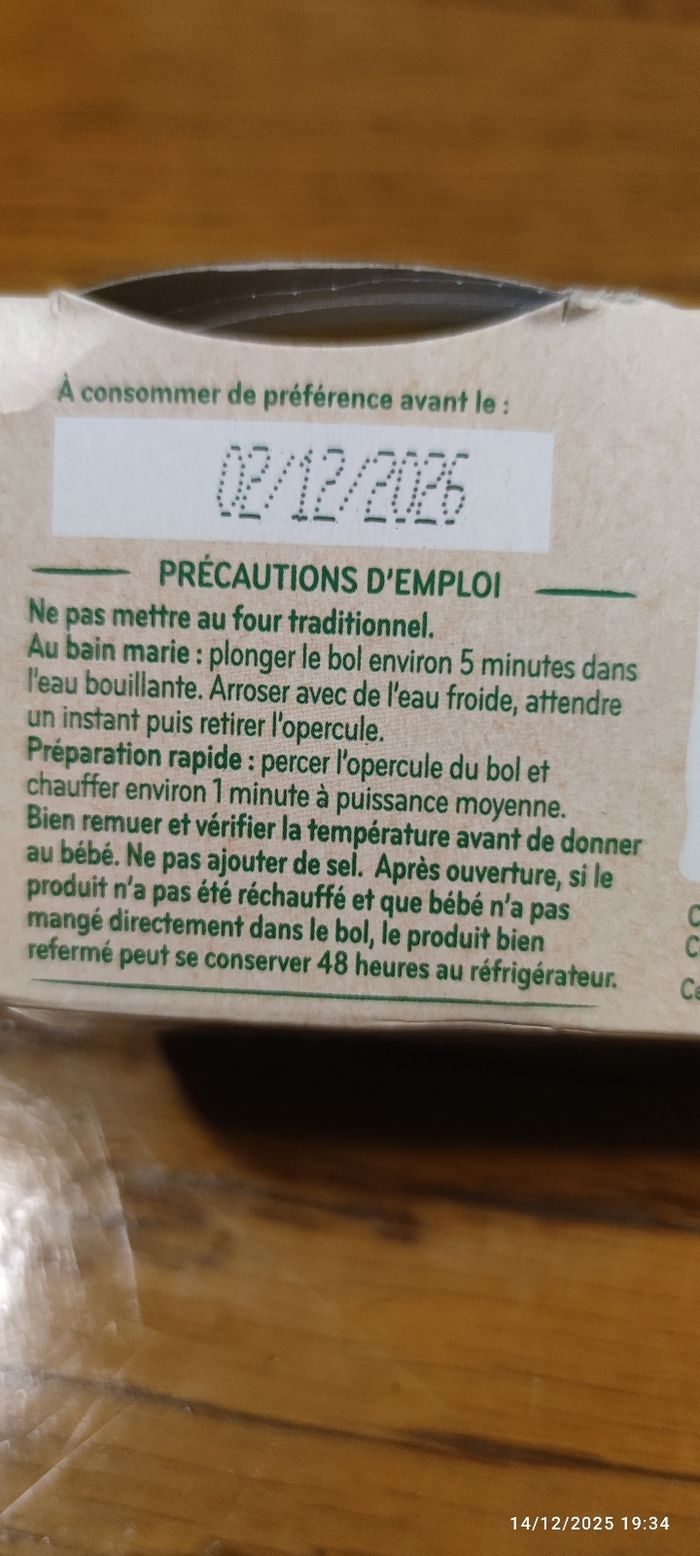 À consommer de préférence avant le :
02/12/2026
PRÉCAUTIONS D'EMPLOI
Ne pas mettre au four traditionnel.
Au bain marie : plonger le bol environ 5 minutes dans
l'eau bouillante. Arroser avec de l'eau froide, attendre
un instant puis retirer l'opercule.
Préparation rapide : percer l'opercule du bol et
chauffer environ 1 minute à puissance moyenne.
Bien remuer et vérifier la température avant de donner
au bébé. Ne pas ajouter de sel. Après ouverture, si le
produit n'a pas été réchauffé et que bébé n'a pas
mangé directement dans le bol, le produit bien
refermé peut se conserver 48 heures au réfrigérateur.
14/12/2025 19:34